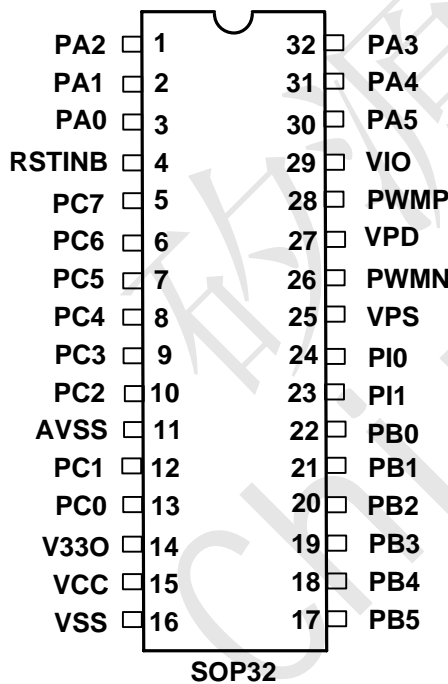 PA2 1 32 PA3
PA1 2 31 PA4
PA0 3 30 PA5
RSTINB 4 29 VIO
PC7 5 28 PWMP
PC6 6 27 VPD
PC5 7 26 PWMN
PC4 8 25 VPS
PC3 9 24 PI0
PC2 10 23 PI1
AVSS 11 22 PB0
PC1 12 21 PB1
PC0 13 20 PB2
V33O 14 19 PB3
VCC 15 18 PB4
VSS 16 17 PB5
SOP32